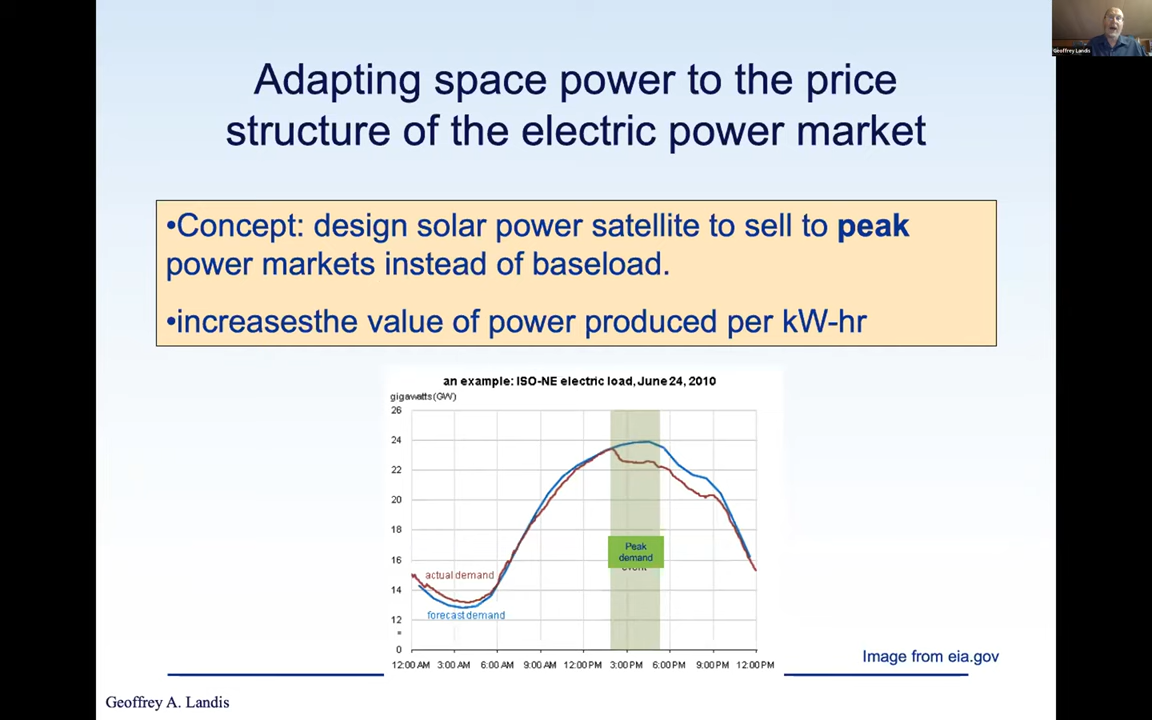 Geoffrey Landis
Adapting space power to the price
structure of the electric power market
•Concept: design solar power satellite to sell to peak
power markets instead of baseload.
•increasesthe value of power produced per kW-hr
an example: ISO-NE electric load, June 24, 2010
gigawatts (GW)
26
24
22
20
18
16
14
12
0
Peak
demand
event
actual demand
forecast demand
12:00 AM 3:00 AM 6:00 AM 9:00 AM 12:00 PM 3:00 PM 6:00 PM 9:00 PM 12:00 PM
Image from eia.gov
Geoffrey A. Landis